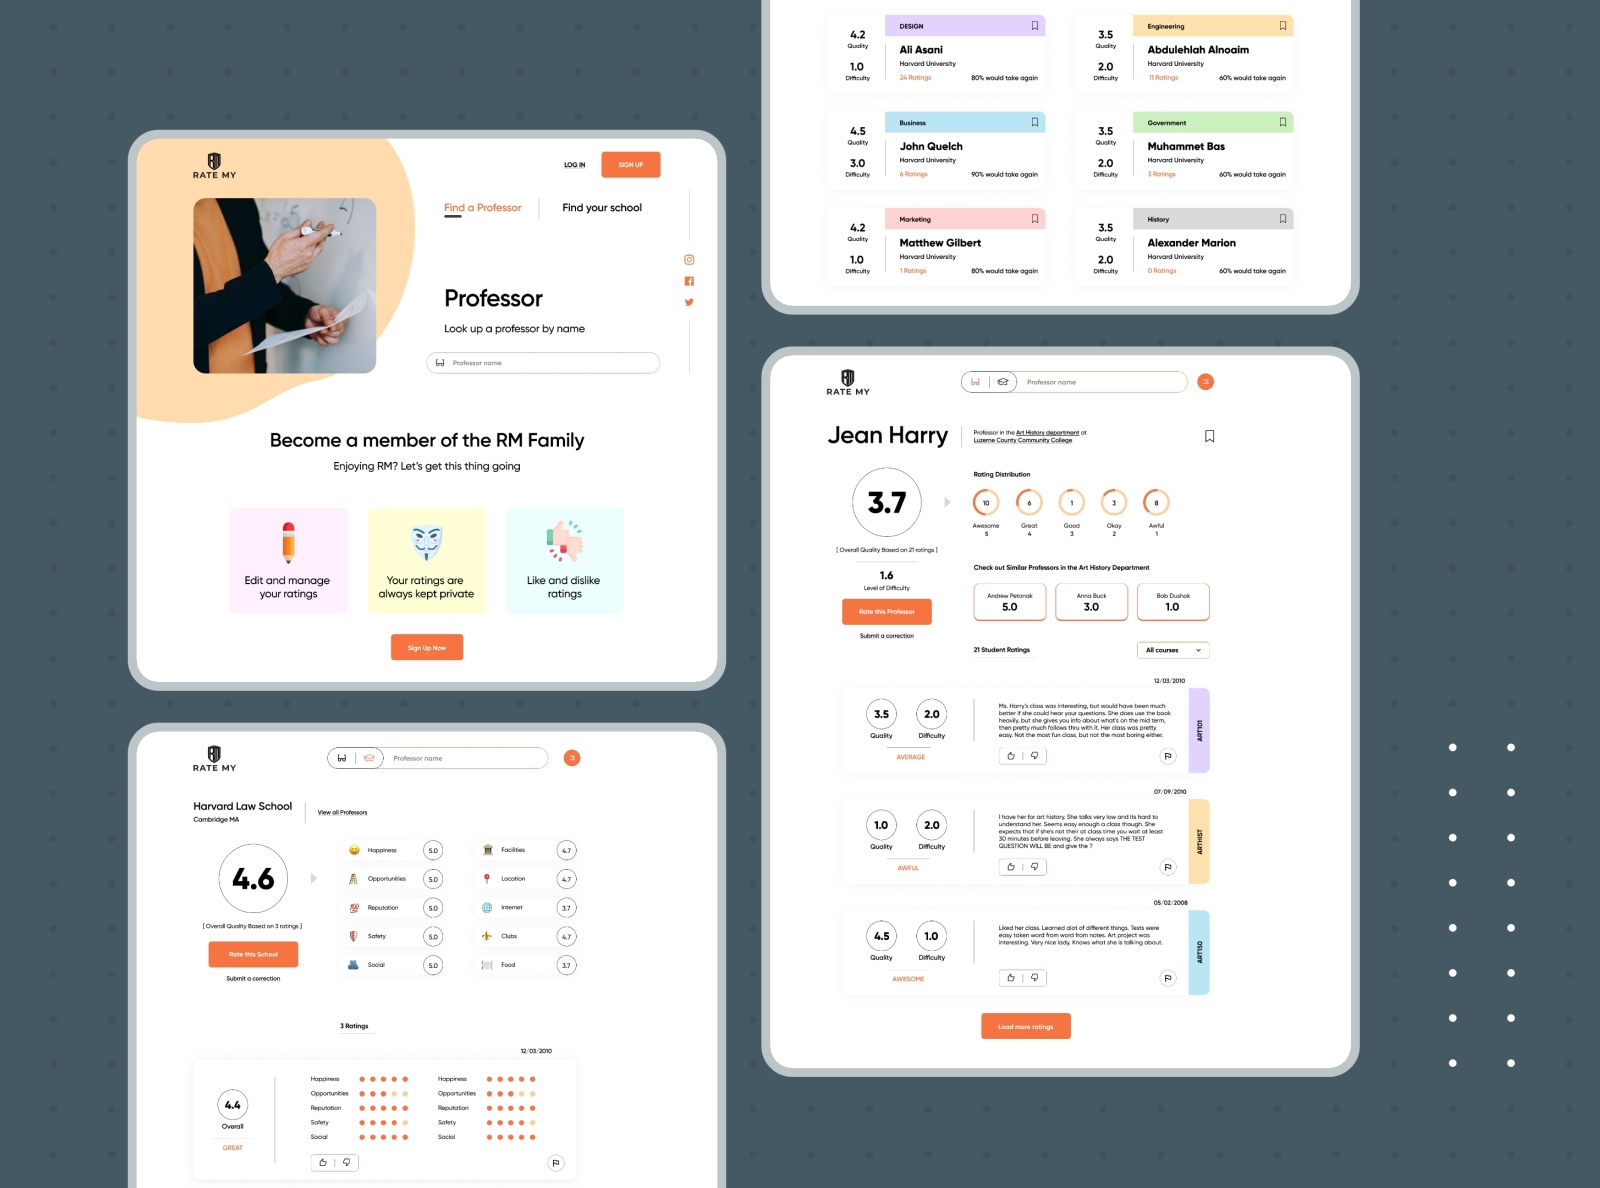 RATE MY
LOG IN
SIGN UP
Find a Professor
Find your school
Professor
Look up a professor by name
Professor name
Become a member of the RM Family
Enjoying RM? Let's get this thing going
Edit and manage
your ratings
Your ratings are
always kept private
Like and dislike
ratings
Sign Up Now
RATE MY
Professor name
Harvard Law School
Cambridge MA
View all Professors
4.6
[ Overall Quality Based on 3 ratings ]
Rate this School
Submit a correction
Happiness 5.0
Opportunities 5.0
Reputation 5.0
Safety 5.0
Social 5.0
Facilities 4.7
Location 4.7
Internet 3.7
Clubs 4.7
Food 3.7
3 Ratings
12/03/2010
4.4
Overall
GREAT
Happiness
Opportunities
Reputation
Safety
Social
Happiness
Opportunities
Reputation
Safety
Social
4.2
Quality
1.0
Difficulty
DESIGN
Ali Asani
Harvard University
24 Ratings
80% would take again
3.5
Quality
2.0
Difficulty
Engineering
Abdulehlah Alnoaim
Harvard University
11 Ratings
60% would take again
4.5
Quality
3.0
Difficulty
Business
John Quelch
Harvard University
6 Ratings
90% would take again
3.5
Quality
2.0
Difficulty
Government
Muhammet Bas
Harvard University
3 Ratings
60% would take again
4.2
Quality
1.0
Difficulty
Marketing
Matthew Gilbert
Harvard University
1 Ratings
80% would take again
3.5
Quality
2.0
Difficulty
History
Alexander Marion
Harvard University
0 Ratings
60% would take again
RATE MY
Professor name
Jean Harry
Professor in the Art History department at
Luzerne County Community College
3.7
[ Overall Quality Based on 21 ratings ]
1.6
Level of Difficulty
Rate this Professor
Submit a correction
Rating Distribution
10
Awesome
5
6
Great
4
1
Good
3
3
Okay
2
8
Awful
1
Check out Similar Professors in the Art History Department
Andrew Petonak
5.0
Anna Buck
3.0
Bob Dushok
1.0
21 Student Ratings
All courses
12/03/2010
3.5
Quality
2.0
Difficulty
AVERAGE
Ms. Harry's class was interesting, but would have been much
better if she could hear your questions. She does use the book
heavily, but she gives you info about what's on the mid term,
then pretty much follows thru with it. Her class was pretty
easy. Not the most fun class, but not the most boring either.
ART101
07/09/2010
1.0
Quality
2.0
Difficulty
AWFUL
I have her for art history. She talks very low and its hard to
understand her. Seems easy enough a class though. She
expects that if she's not their at class time you wait at least
30 minutes before leaving. She always says THE TEST
QUESTION WILL BE and give the ?
ARTHIST
05/02/2008
4.5
Quality
1.0
Difficulty
AWESOME
Liked her class. Learned alot of different things. Tests were
easy taken word from word from notes. Art project was
interesting. Very nice lady. Knows what she is talking about.
ART150
Load more ratings